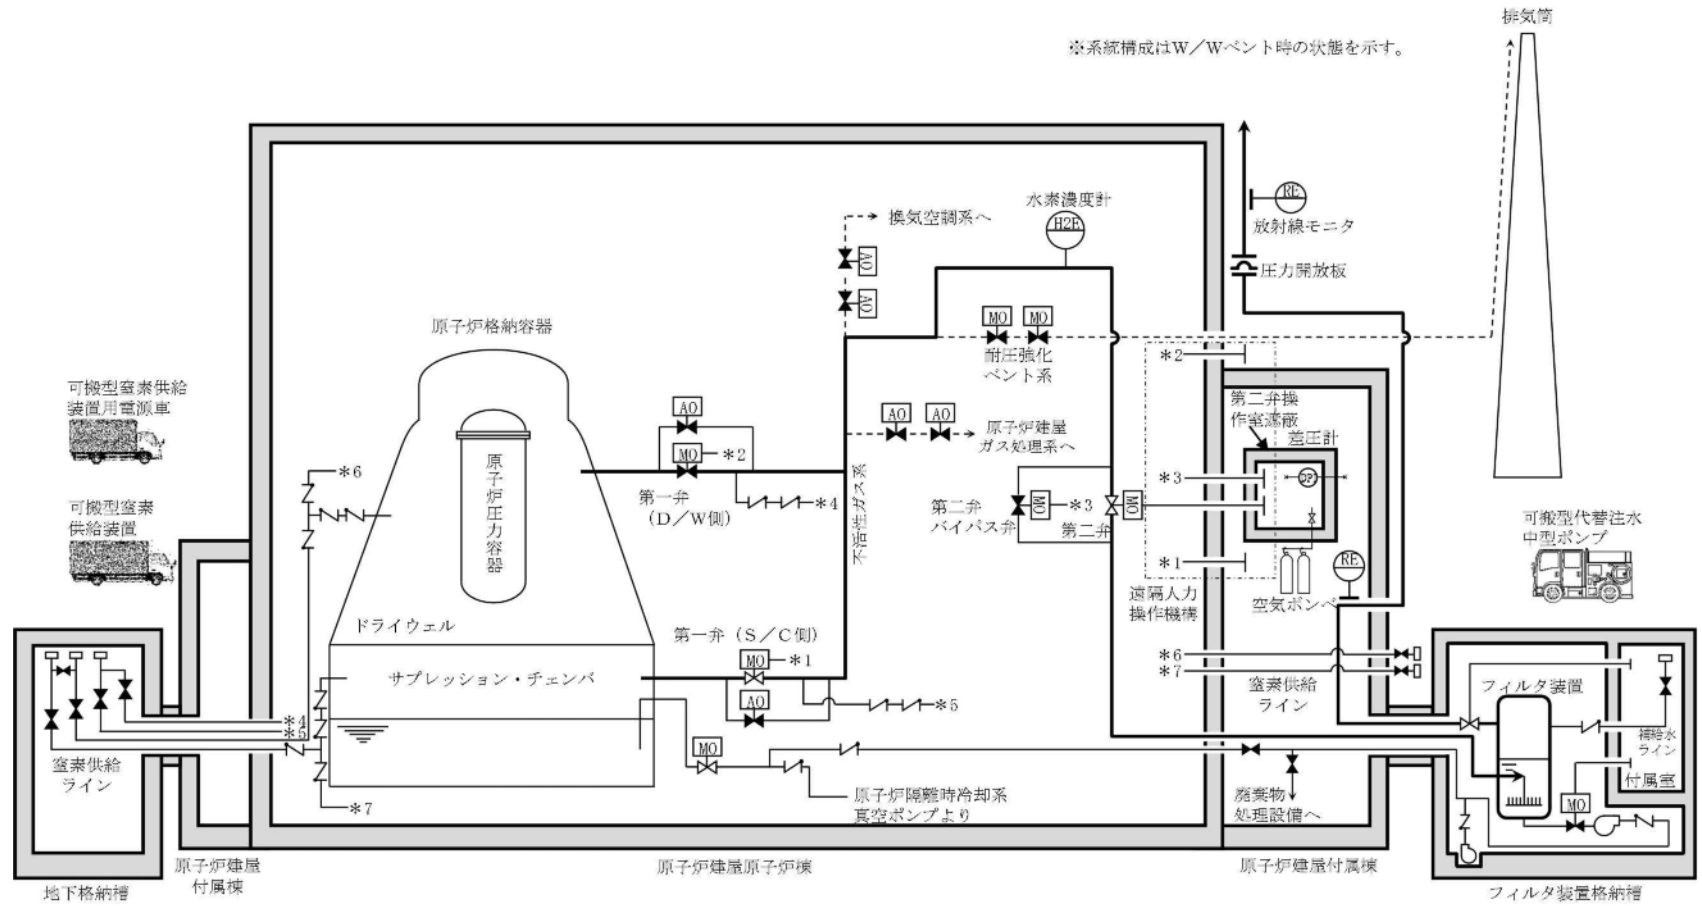 排気筒
※系統構成はW/Wベント時の状態を示す。
RE
放射線モニタ
圧力開放板
水素濃度計
H2E
換気空調系へ
AO
AO
原子炉格納容器
MO
MO
耐圧強化
ベント系
*2
第二弁操
作室遮蔽
差圧計
DP
*3
*1
遠隔人力
操作機構
空気ボンベ
RE
可搬型窒素供給
装置用電源車
可搬型窒素
供給装置
可搬型代替注水
中型ポンプ
*6
原子炉圧力容器
AO
MO
*2
第一弁
(D/W側)
*4
AO
AO
原子炉建屋
ガス処理系へ
不活性ガス系
第二弁
バイパス弁
MO
*3
第二弁
MO
ドライウェル
第一弁(S/C側)
MO
*1
AO
*5
サプレッション・チェンバ
*6
*7
窒素供給
ライン
*4
*5
窒素供給
ライン
*7
MO
原子炉隔離時冷却系
真空ポンプより
廃棄物
処理設備へ
フィルタ装置
補給水
ライン
付属室
MO
地下格納槽
原子炉建屋
付属棟
原子炉建屋原子炉棟
原子炉建屋付属棟
フィルタ装置格納槽